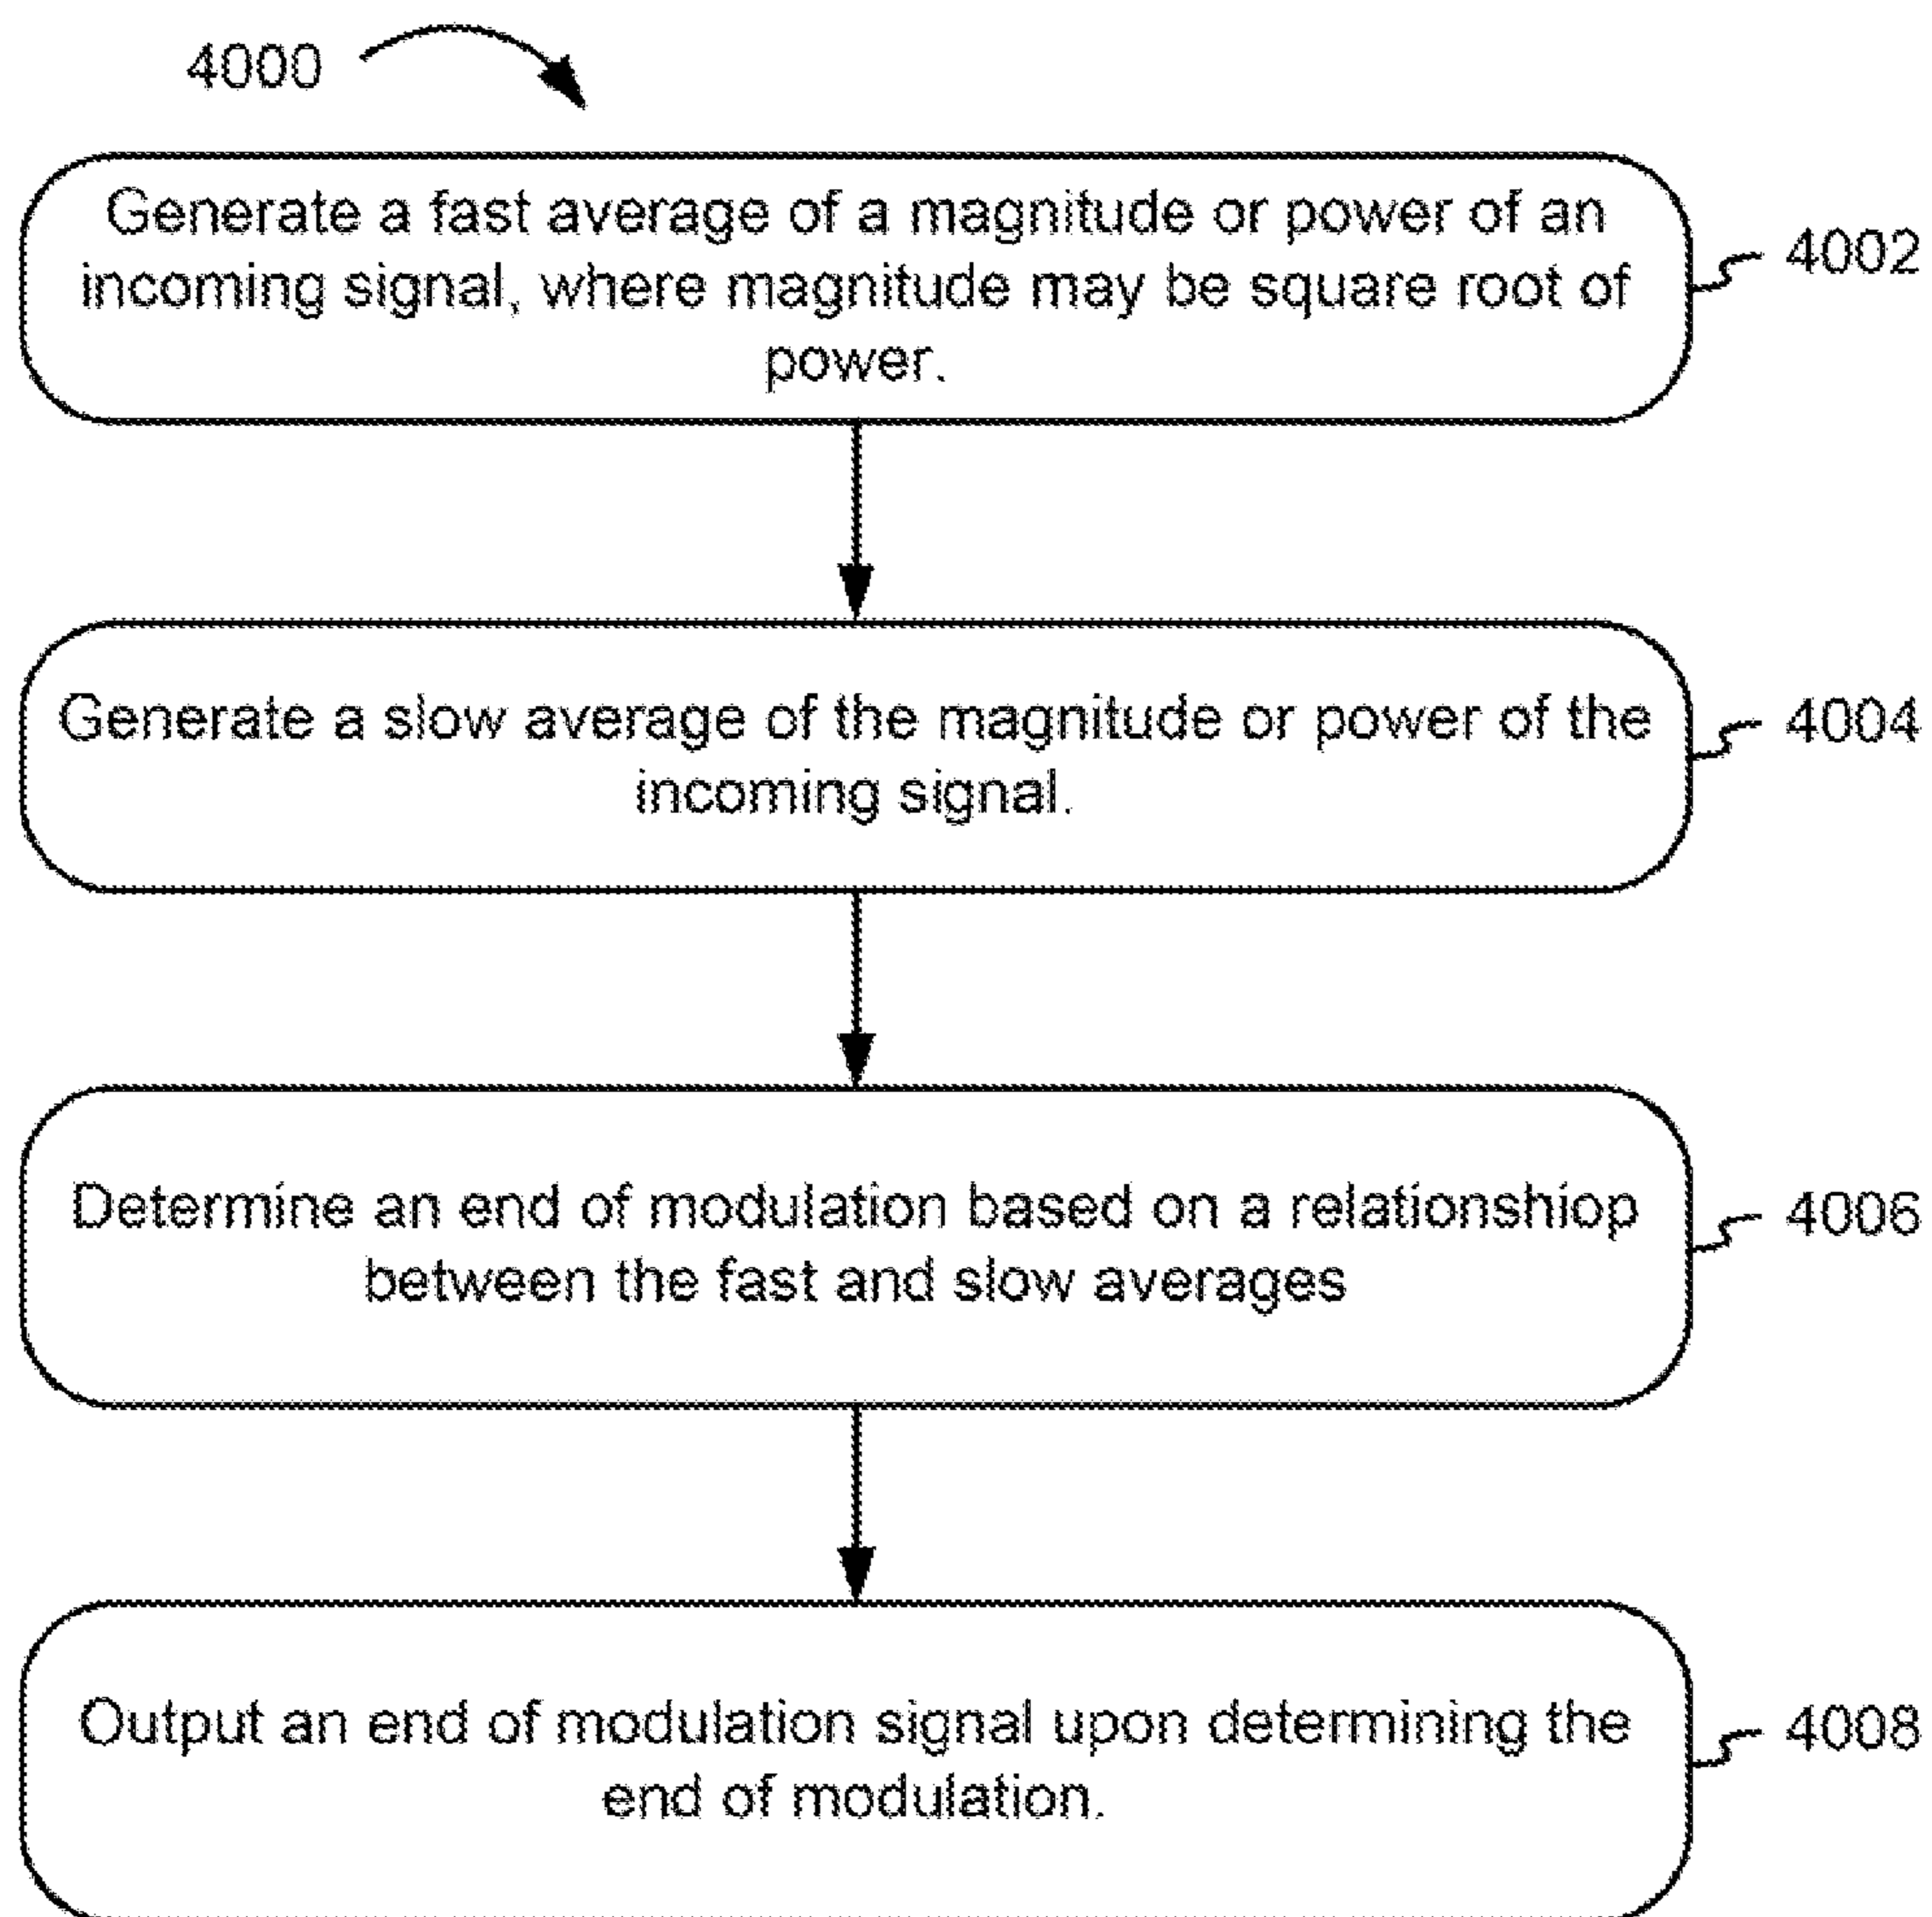 4000
Generate a fast average of a magnitude or power of an
incoming signal, where magnitude may be square root of
power.
4002
Generate a slow average of the magnitude or power of the
incoming signal.
4004
Determine an end of modulation based on a relationshiop
between the fast and slow averages
4006
Output an end of modulation signal upon determining the
end of modulation.
4008